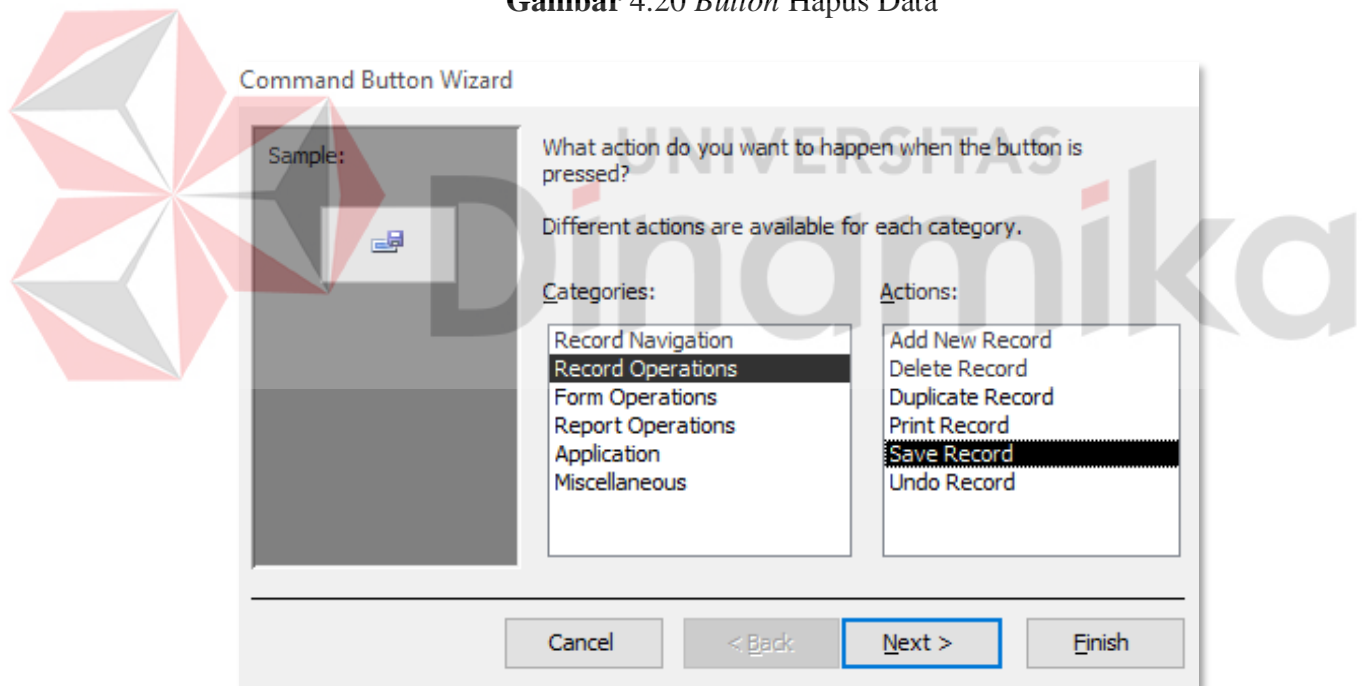 Gambar 4.20 Button Hapus Data
Command Button Wizard
UNIVERSITAS
Dinamika
Sample:
What action do you want to happen when the button is
pressed?
Different actions are available for each category.
Categories:
Actions:
Record Navigation
Record Operations
Form Operations
Report Operations
Application
Miscellaneous
Add New Record
Delete Record
Duplicate Record
Print Record
Save Record
Undo Record
Cancel
< Back
Next >
Finish